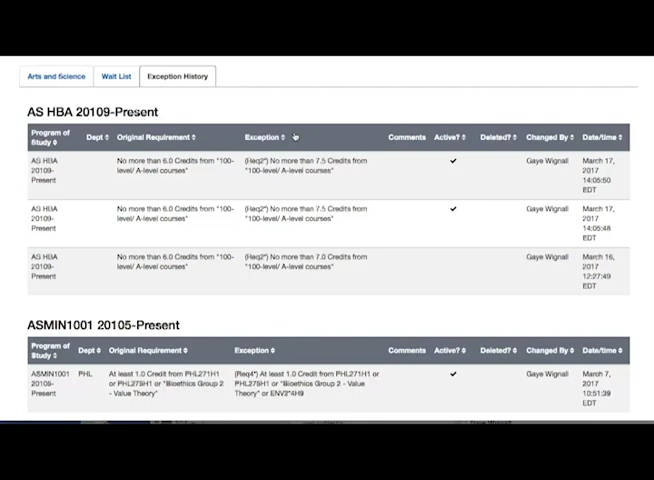 Arts and Science Wait List Exception History
AS HBA 20109-Present
Program of Study Dept Original Requirement Exception Comments Active? Deleted? Changed By Date/time
AS HBA No more than 6.0 Credits from "100- (Req2*) No more than 7.5 Credits from Gaye Wignall March 17,
20109- level/ A-level courses" "100-level/ A-level courses" 2017
Present 14:05:50
EDT
AS HBA No more than 6.0 Credits from "100- (Req2*) No more than 7.5 Credits from Gaye Wignall March 17,
20109- level/ A-level courses" "100-level/ A-level courses" 2017
Present 14:05:48
EDT
AS HBA No more than 6.0 Credits from "100- (Req2*) No more than 7.0 Credits from Gaye Wignall March 16,
20109- level/ A-level courses" "100-level/ A-level courses" 2017
Present 12:27:49
EDT
ASMIN1001 20105-Present
Program of Study Dept Original Requirement Exception Comments Active? Deleted? Changed By Date/time
ASMIN1001 PHL At least 1.0 Credit from PHL271H1 (Req4*) At least 1.0 Credit from PHL271H1 or Gaye Wignall March 7,
20105- or PHL275H1 or "Bioethics Group 2 PHL275H1 or "Bioethics Group 2 - Value 2017
Present - Value Theory" Theory" or ENV2*4H9 10:51:39
EDT